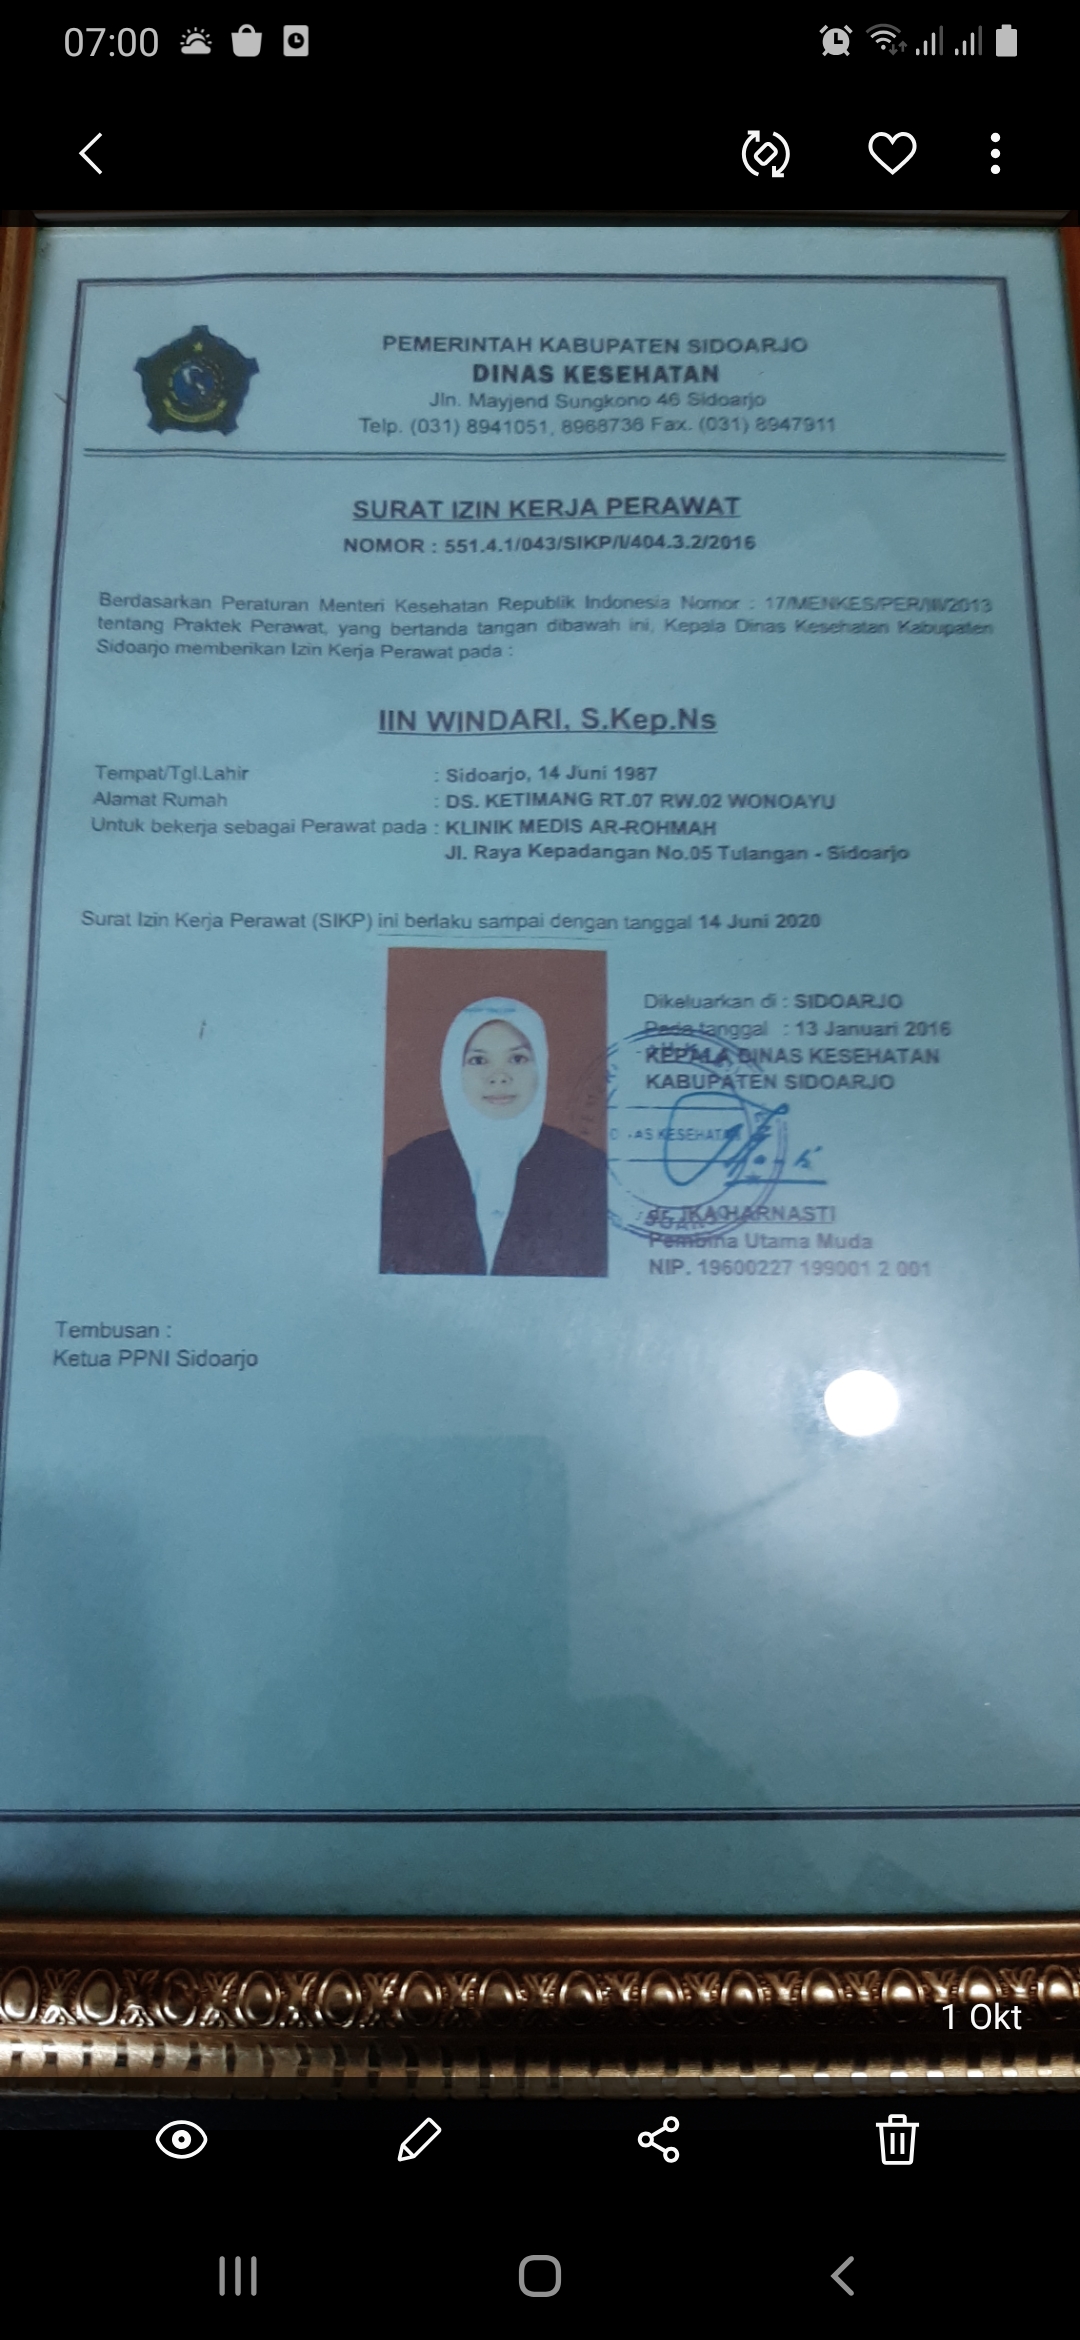 07:00
PEMERINTAH KABUPATEN SIDOARJO
DINAS KESEHATAN
Jln. Mayjend Sungkono 46 Sidoarjo
Telp. (031) 8941051, 8968736 Fax. (031) 8947911
SURAT IZIN KERJA PERAWAT
NOMOR : 551.4.1/043/SIKP/I/404.3.2/2016
Berdasarkan Peraturan Menteri Kesehatan Republik Indonesia Nomor : 17/MENKES/PER/III/2013
tentang Praktek Perawat, yang bertanda tangan dibawah ini, Kepala Dinas Kesehatan Kabupaten
Sidoarjo memberikan Izin Kerja Perawat pada :
IIN WINDARI. S.Kep.Ns
Tempat/Tgl.Lahir : Sidoarjo, 14 Juni 1987
Alamat Rumah : DS. KETIMANG RT.07 RW.02 WONOAYU
Untuk bekerja sebagai Perawat pada : KLINIK MEDIS AR-ROHMAH
Jl. Raya Kepadangan No.05 Tulangan - Sidoarjo
Surat Izin Kerja Perawat (SIKP) ini berlaku sampai dengan tanggal 14 Juni 2020
Dikeluarkan di : SIDOARJO
Pada tanggal : 13 Januari 2016
KEPALA DINAS KESEHATAN
KABUPATEN SIDOARJO
dr. IKA HARNASTI
Pembina Utama Muda
NIP. 19600227 199001 2 001
Tembusan :
Ketua PPNI Sidoarjo
1 Okt